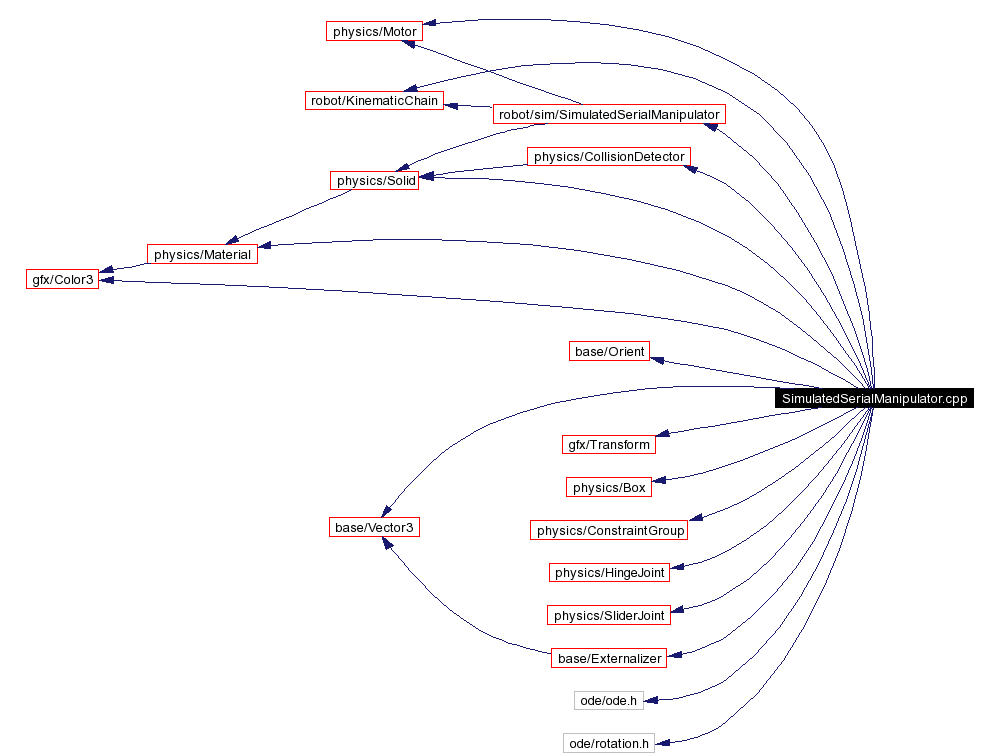 physics/Motor
robot/KinematicChain
robot/sim/SimulatedSerialManipulator
physics/CollisionDetector
physics/Solid
physics/Material
gfx/Color3
base/Orient
SimulatedSerialManipulator.cpp
gfx/Transform
physics/Box
base/Vector3
physics/ConstraintGroup
physics/HingeJoint
physics/SliderJoint
base/Externalizer
ode/ode.h
ode/rotation.h